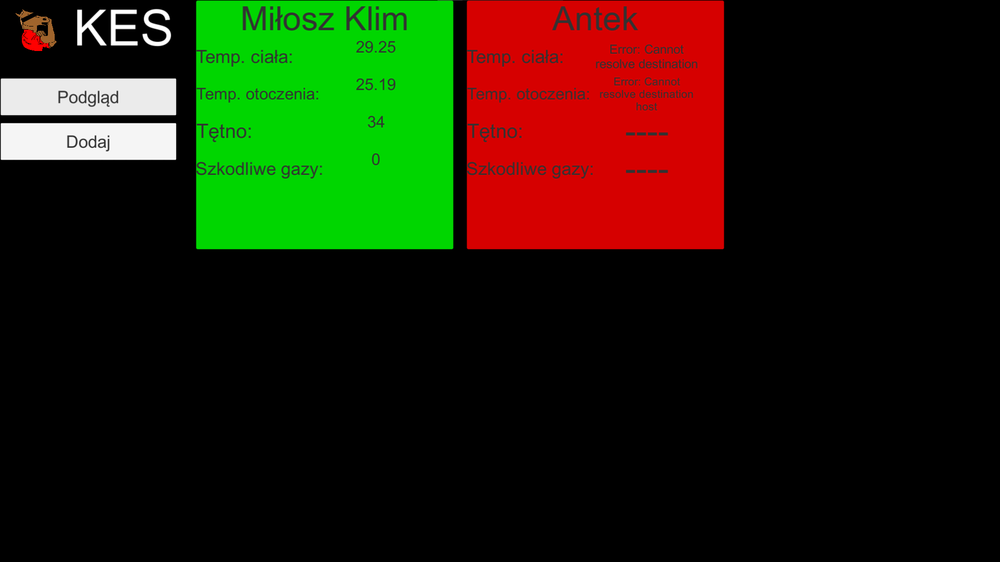 KES
Podgląd
Dodaj
Miłosz Klim
Temp. ciała:
29.25
Temp. otoczenia:
25.19
Tętno:
34
Szkodliwe gazy:
0
Antek
Temp. ciała:
Error: Cannot
resolve destination
Temp. otoczenia:
Error: Cannot
resolve destination
host
Tętno:
----
Szkodliwe gazy:
----